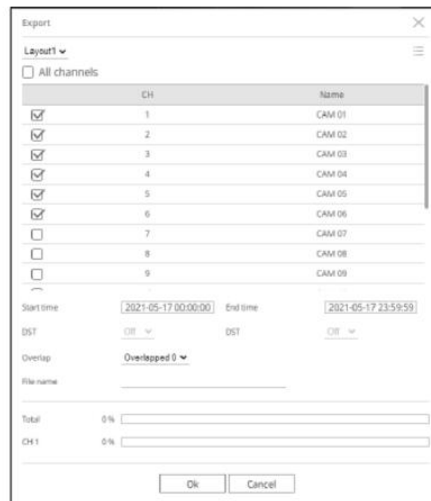 Export
Layout1
All channels
CH Name
1 CAM 01
2 CAM 02
3 CAM 03
4 CAM 04
5 CAM 05
6 CAM 06
7 CAM 07
8 CAM 08
9 CAM 09
Start time 2021-05-17 00:00:00 End time 2021-05-17 23:59:59
DST Off DST Off
Overlap Overlapped 0
File name
Total 0 %
CH 1 0 %
Ok Cancel